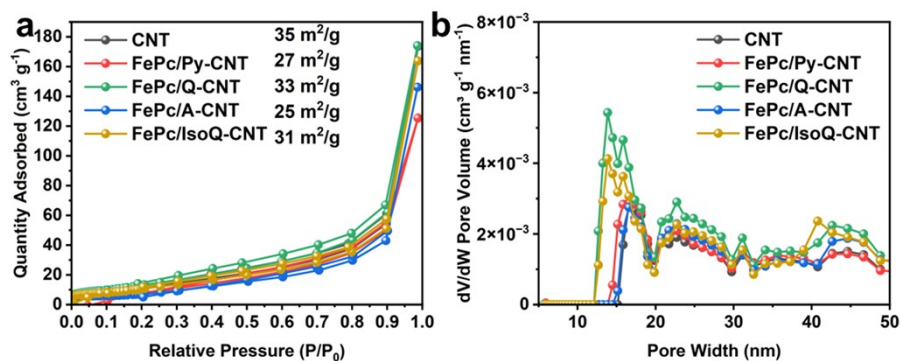 a
Quantity Adsorbed (cm³ g⁻¹)
180
160
140
120
100
80
60
40
20
0
CNT 35 m²/g
FePc/Py-CNT 27 m²/g
FePc/Q-CNT 33 m²/g
FePc/A-CNT 25 m²/g
FePc/IsoQ-CNT 31 m²/g
0.0 0.1 0.2 0.3 0.4 0.5 0.6 0.7 0.8 0.9 1.0
Relative Pressure (P/P₀)
b
dV/dW Pore Volume (cm³ g⁻¹ nm⁻¹)
8×10⁻³
6×10⁻³
4×10⁻³
2×10⁻³
0
CNT
FePc/Py-CNT
FePc/Q-CNT
FePc/A-CNT
FePc/IsoQ-CNT
10 20 30 40 50
Pore Width (nm)